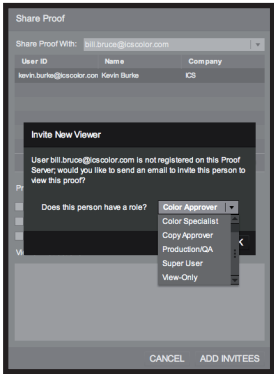 Share Proof
Share Proof With: bill.bruce@icscolor.com
User ID Name Company
kevin.burke@icscolor.con Kevin Burke ICS
Invite New Viewer
User bill.bruce@icscolor.com is not registered on this Proof
Server; would you like to send an email to invite this person to
view this proof?
Does this person have a role? Color Approver
Color Specialist
Copy Approver
Production/QA
Super User
View-Only
CANCEL ADD INVITEES